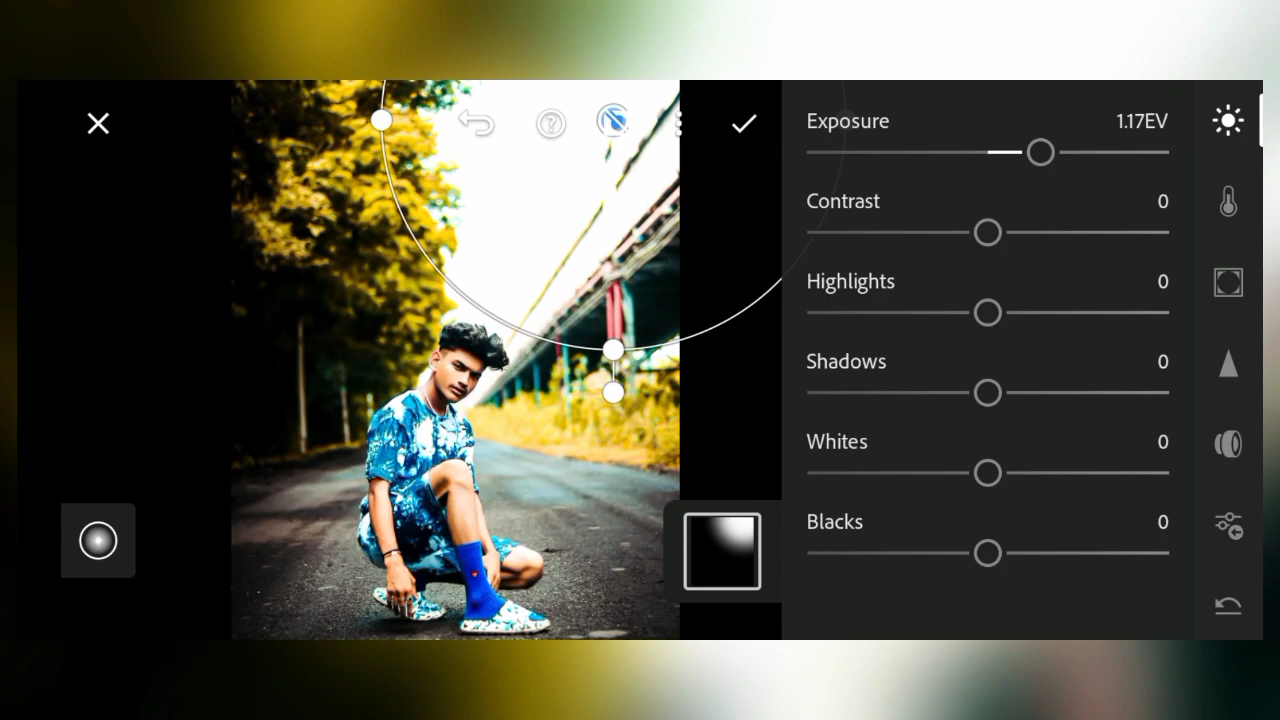 Exposure 1.17EV
Contrast 0
Highlights 0
Shadows 0
Whites 0
Blacks 0